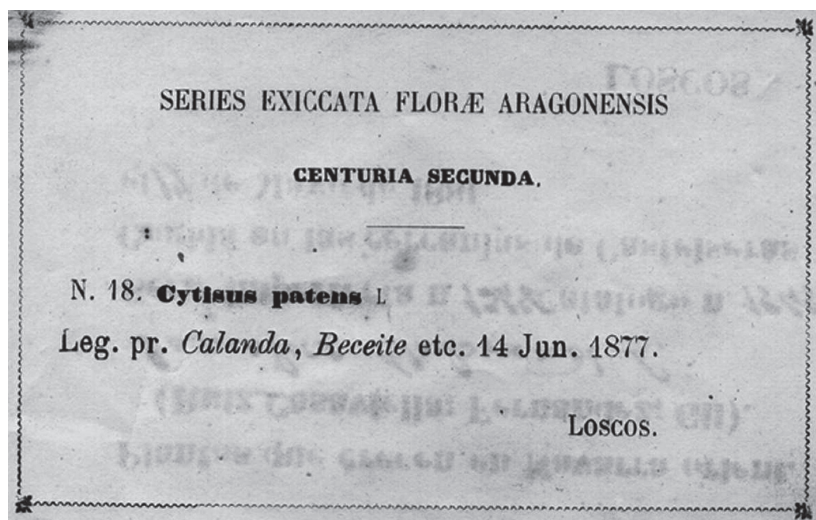 SERIES EXICCATA FLORÆ ARAGONENSIS
CENTURIA SECUNDA.
N. 18. Cytisus patens L
Leg. pr. Calanda, Beceite etc. 14 Jun. 1877.
LOSCOS.